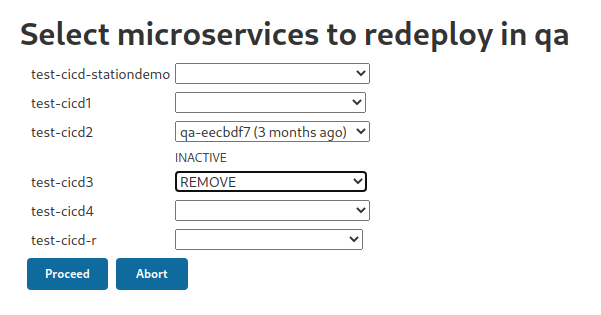 Select microservices to redeploy in qa
test-cicd-stationdemo
test-cicd1
test-cicd2 qa-eecbdf7 (3 months ago)
INACTIVE
test-cicd3 REMOVE
test-cicd4
test-cicd-r
Proceed Abort